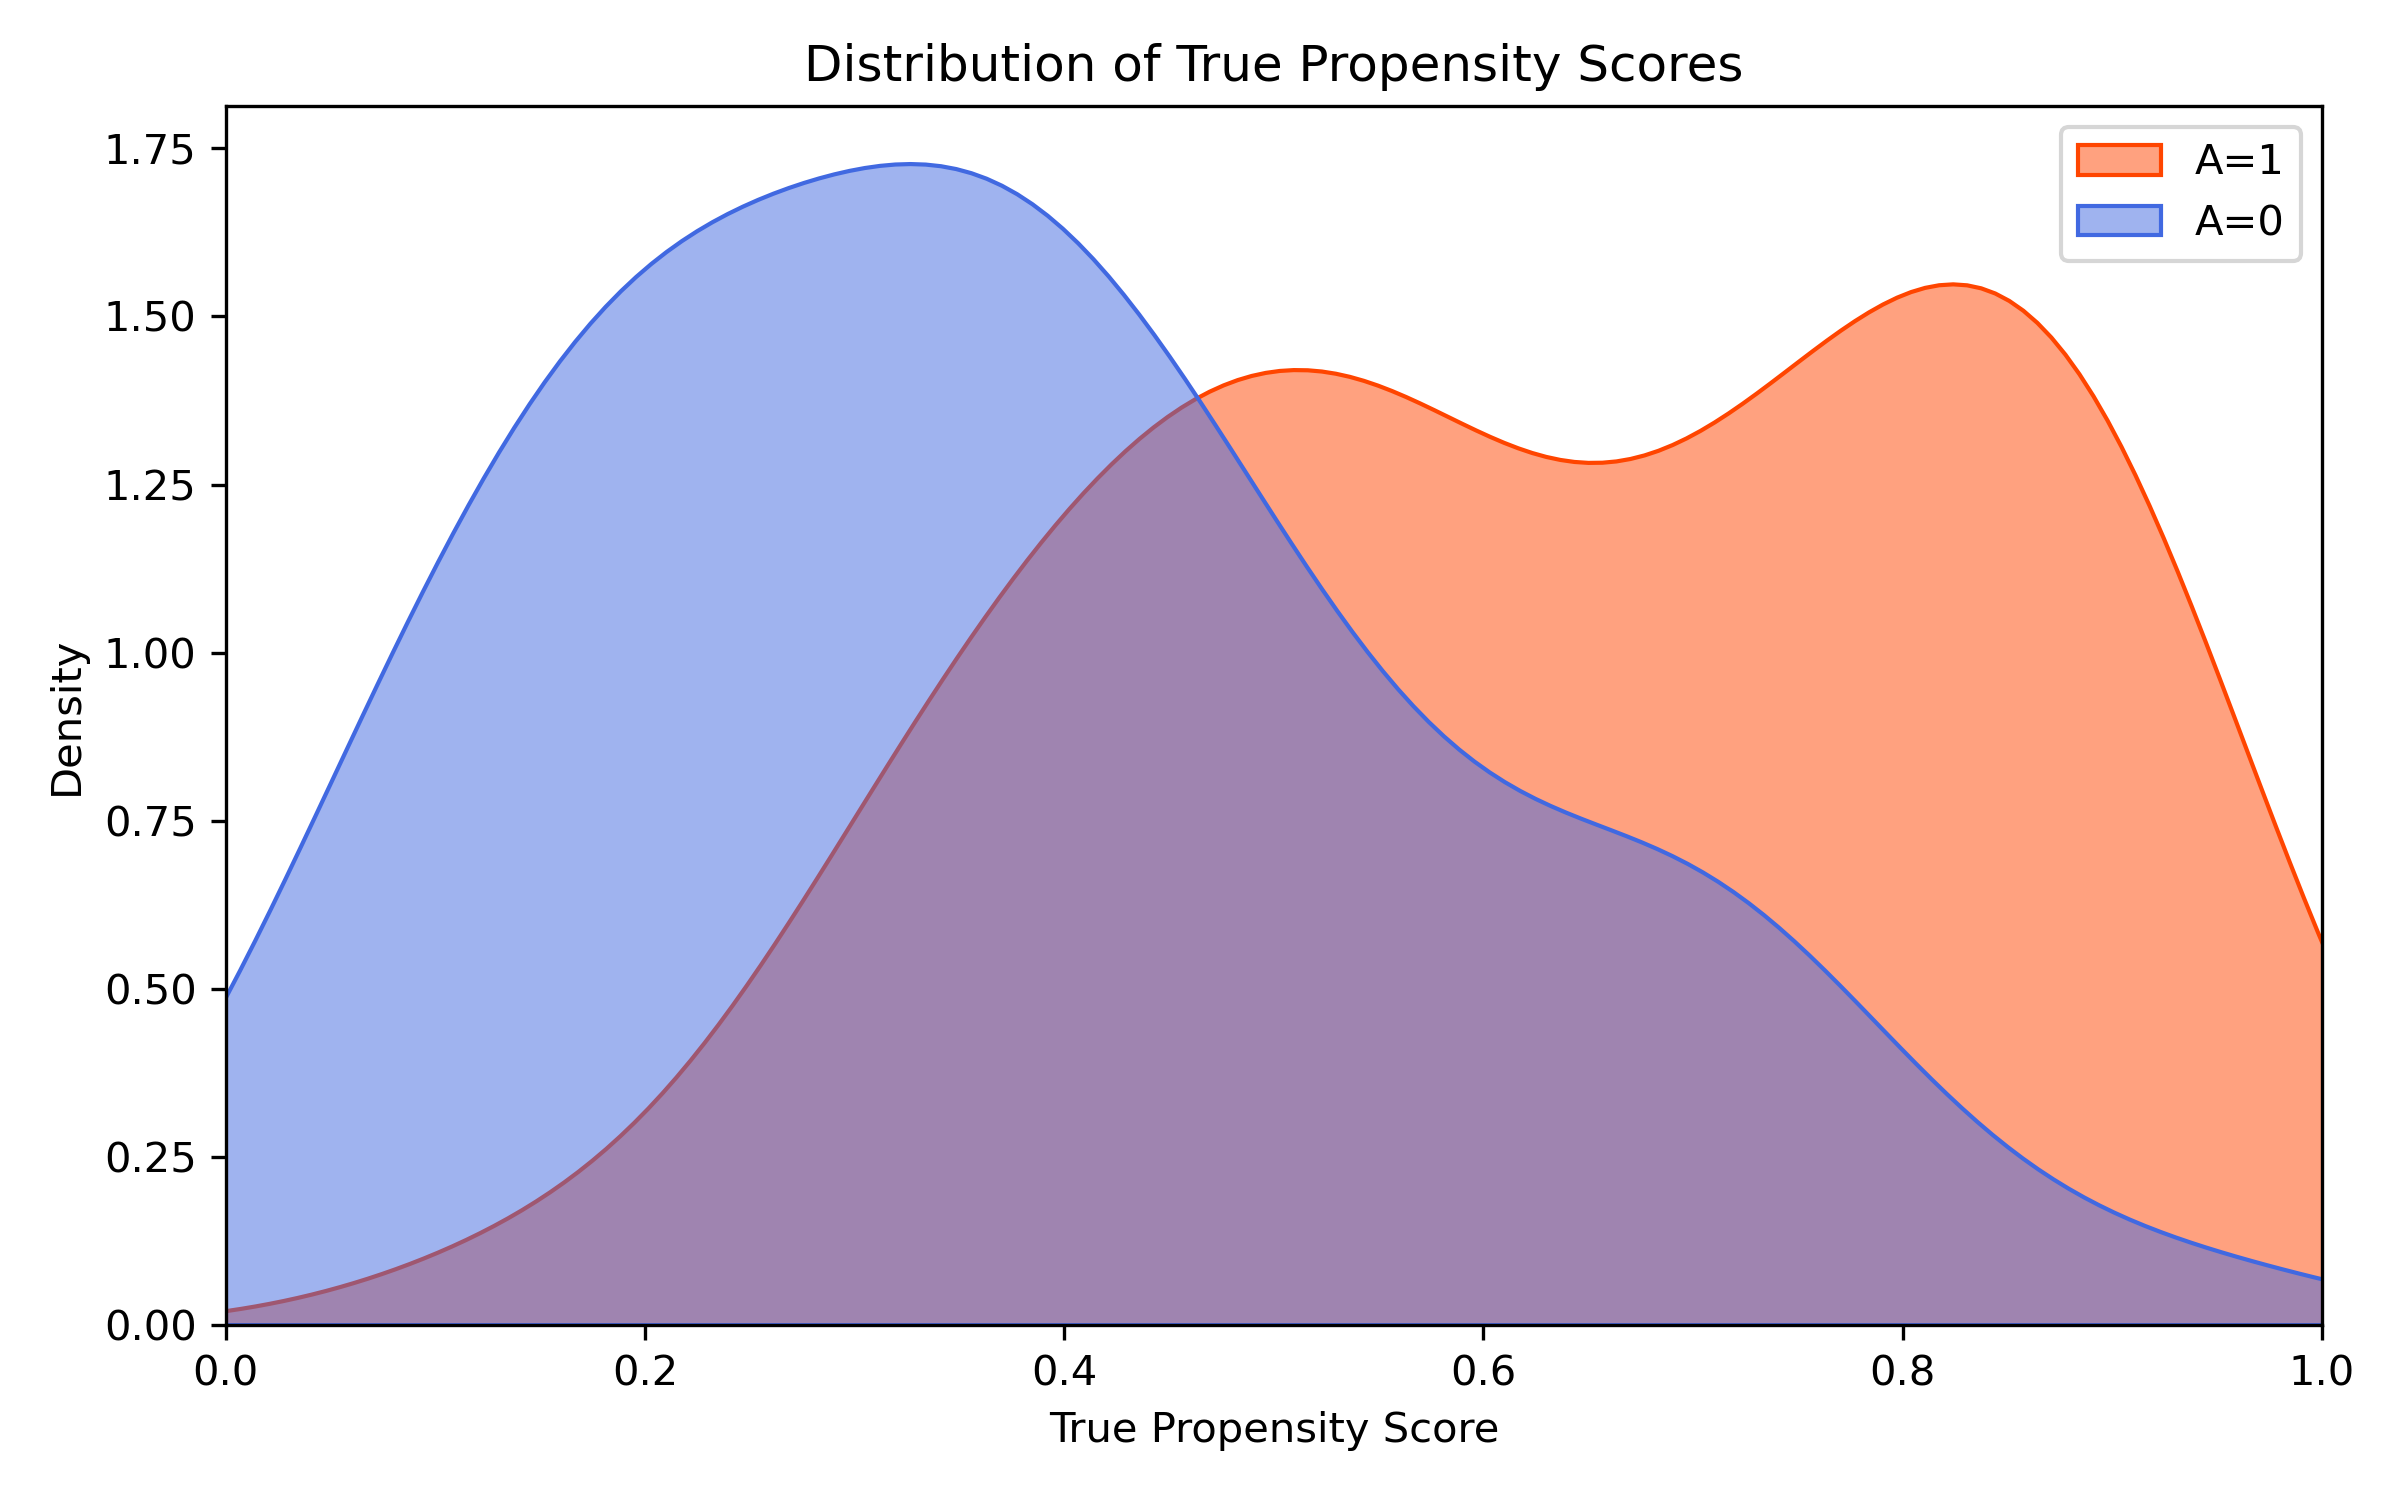 Distribution of True Propensity Scores
A=1
A=0
Density
1.75
1.50
1.25
1.00
0.75
0.50
0.25
0.00
0.0 0.2 0.4 0.6 0.8 1.0
True Propensity Score